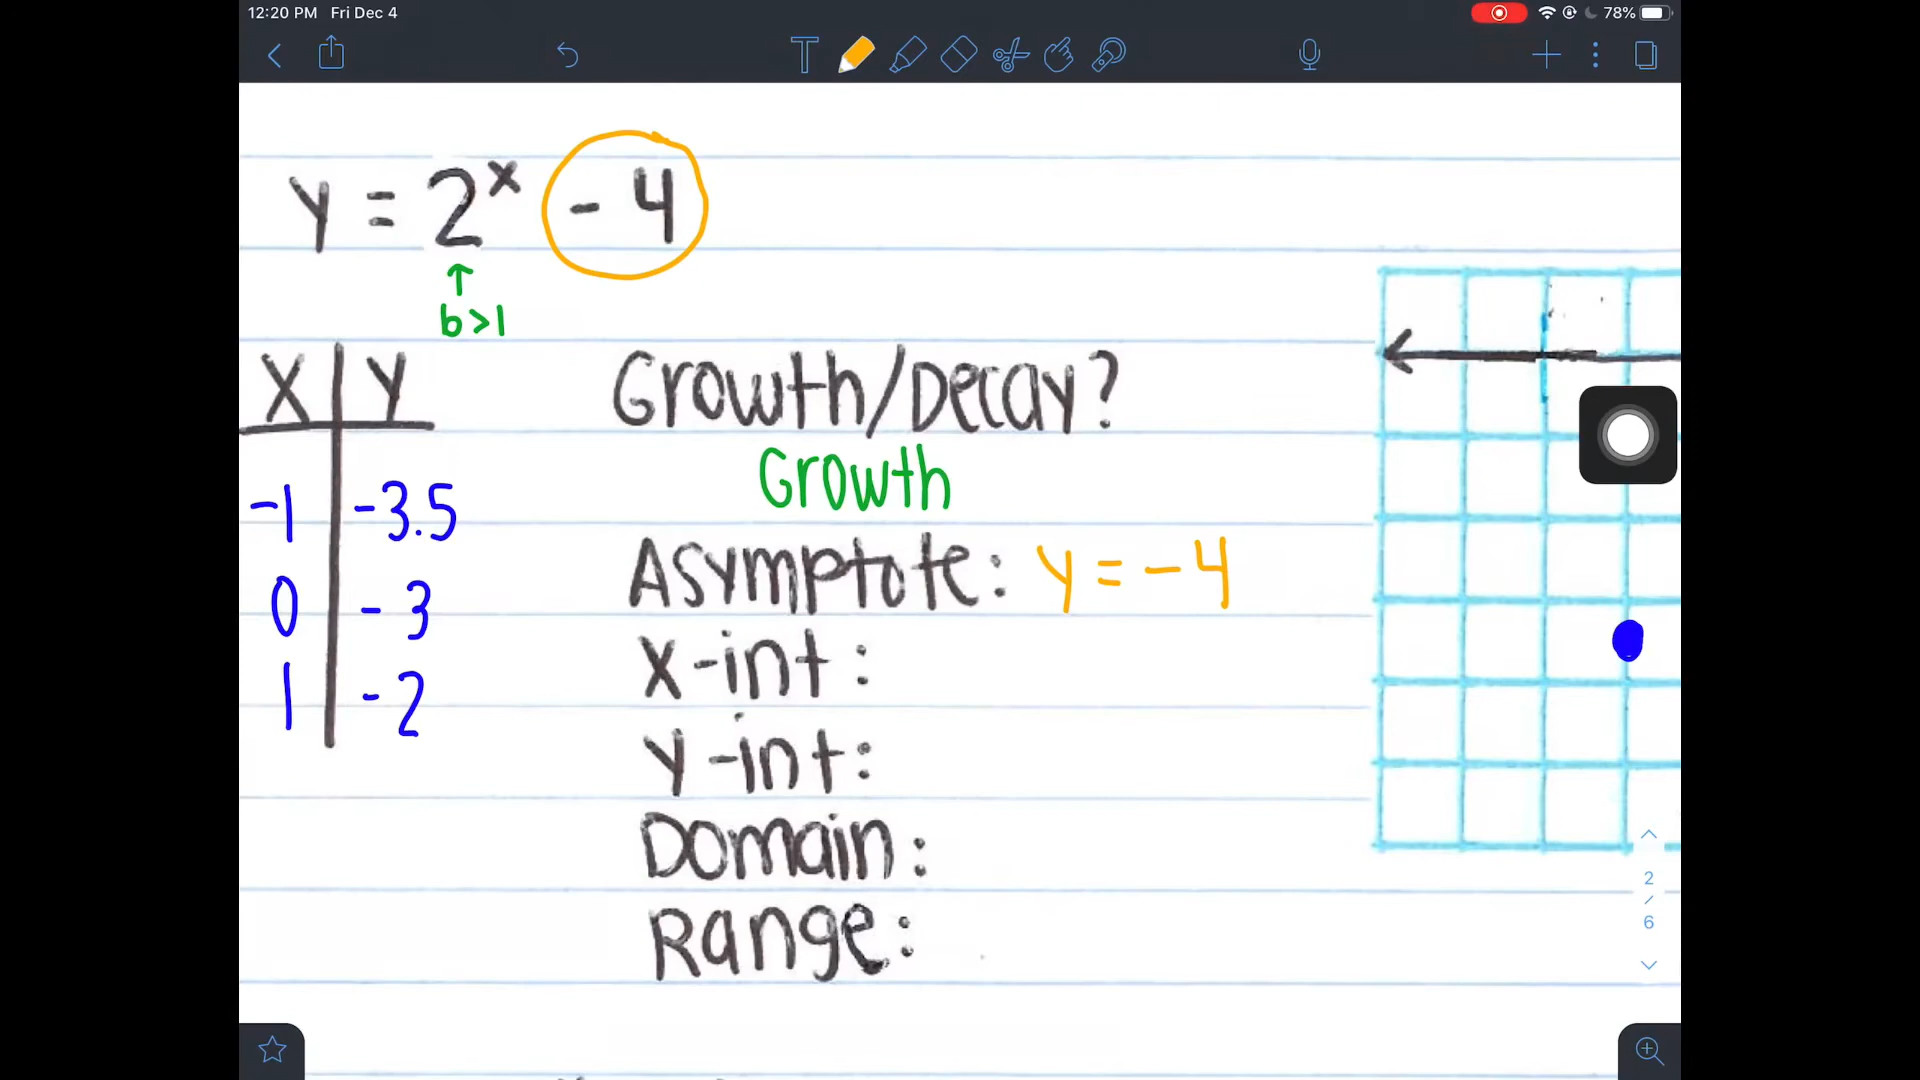 12:20 PM Fri Dec 4
78%
T
y = 2^x - 4
↑
b>1
X | Y
-1 | -3.5
0 | -3
1 | -2
Growth/Decay?
Growth
Asymptote: y = -4
X-int:
Y-int:
Domain:
Range:
2
/
6